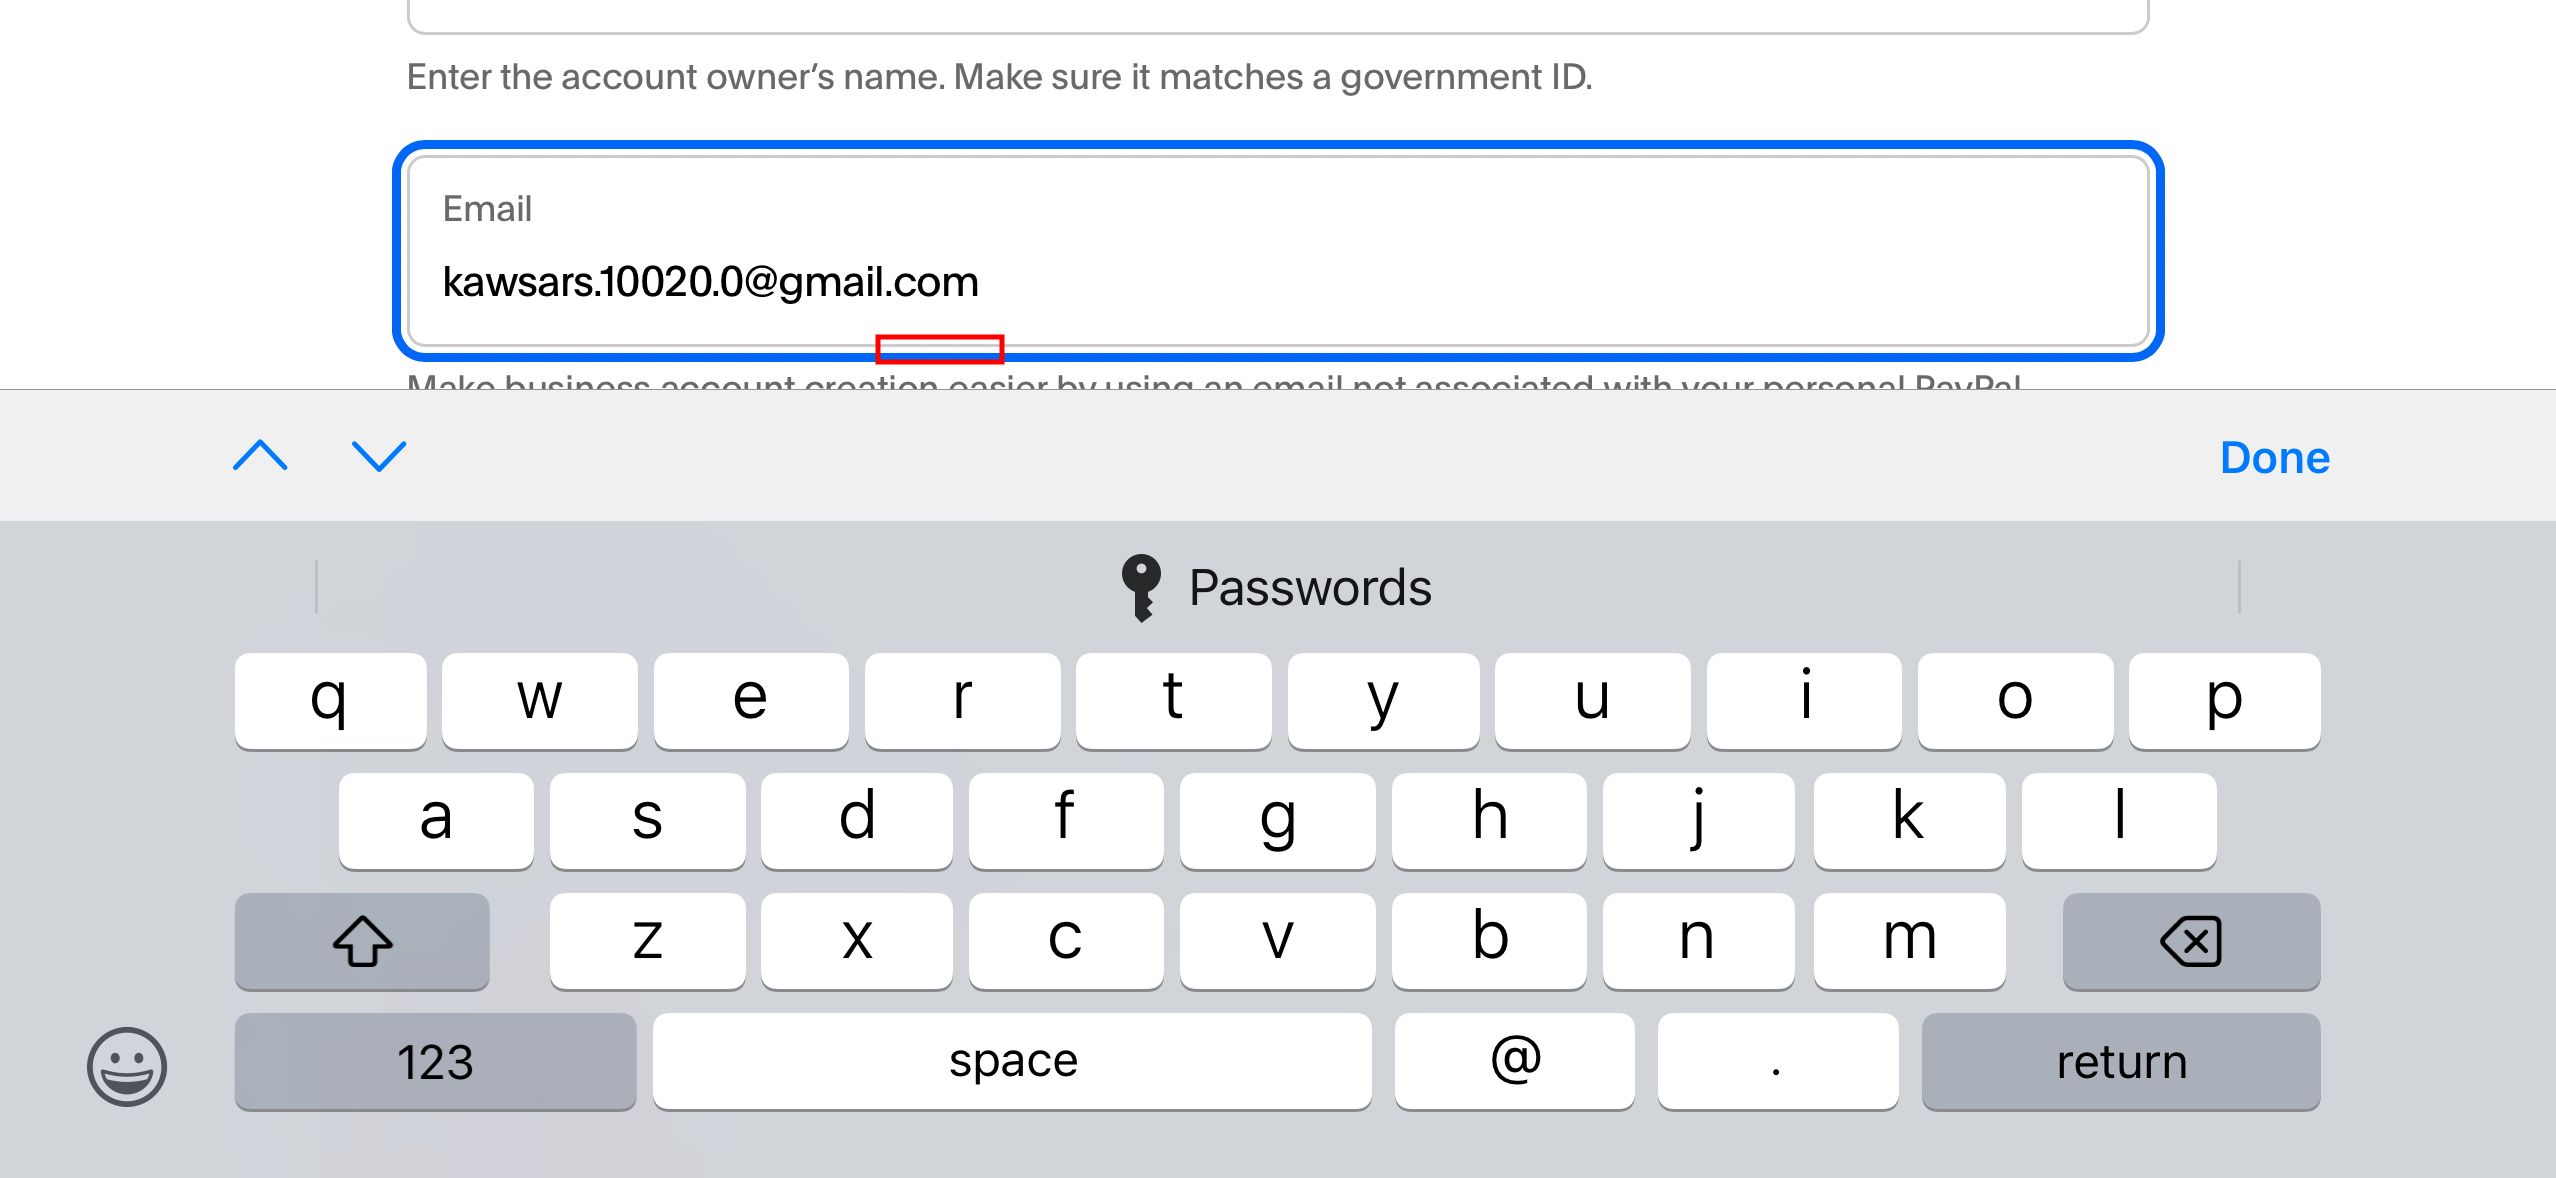 Enter the account owner’s name. Make sure it matches a government ID.
Email
kawsars.10020.0@gmail.com
Make business account creation easier by using an email not associated with your personal PayPal
Done
Passwords
q w e r t y u i o p
a s d f g h j k l
z x c v b n m
123 space @ . return